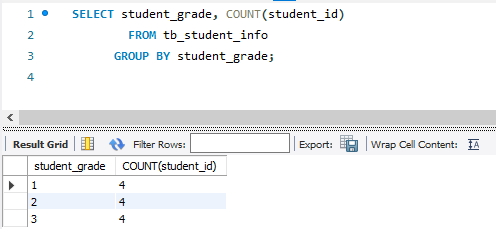 1 SELECT student_grade, COUNT(student_id)
2 FROM tb_student_info
3 GROUP BY student_grade;
4
Result Grid Filter Rows: Export: Wrap Cell Content:
student_grade COUNT(student_id)
1 4
2 4
3 4